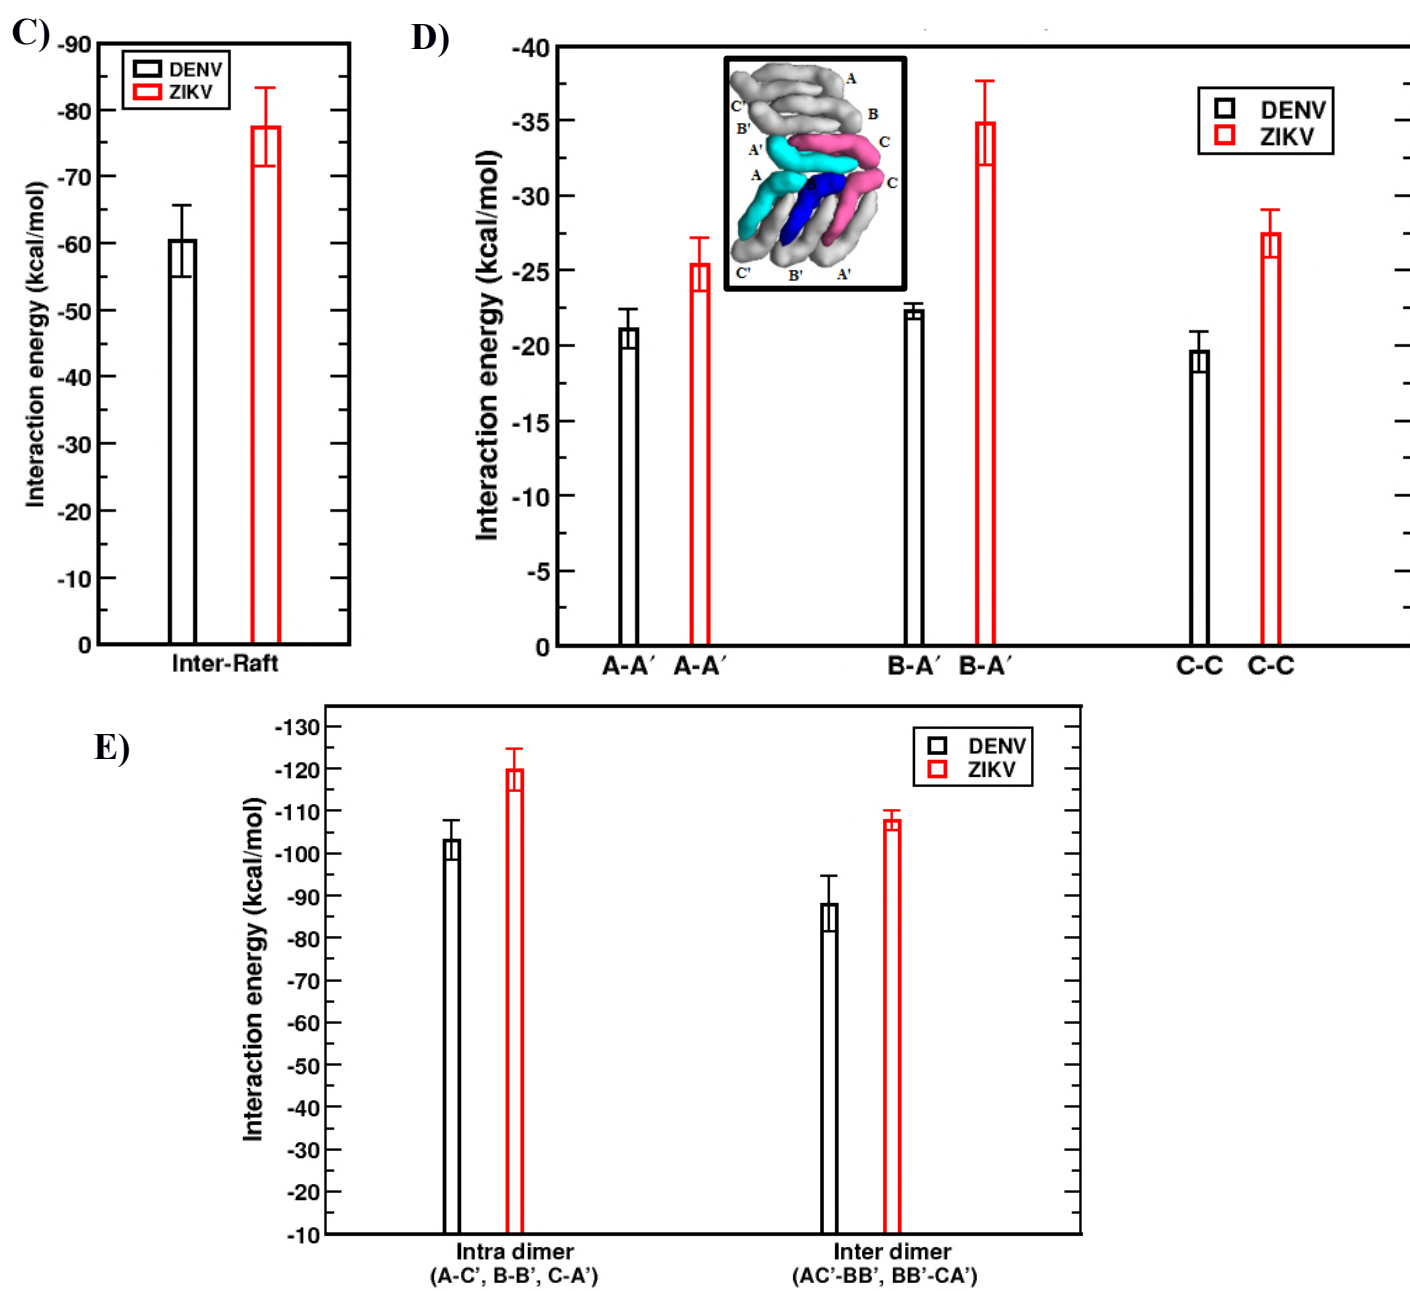 C)
-90
-80
-70
-60
-50
-40
-30
-20
-10
0
Interaction energy (kcal/mol)
DENV
ZIKV
Inter-Raft
D)
-40
-35
-30
-25
-20
-15
-10
-5
0
Interaction energy (kcal/mol)
A
C'
B
B'
C
A'
A
B
C
C'
B'
A'
DENV
ZIKV
A-A′ A-A′ B-A′ B-A′ C-C C-C
E)
-130
-120
-110
-100
-90
-80
-70
-60
-50
-40
-30
-20
-10
Interaction energy (kcal/mol)
DENV
ZIKV
Intra dimer
(A-C’, B-B’, C-A’)
Inter dimer
(AC’-BB’, BB’-CA’)